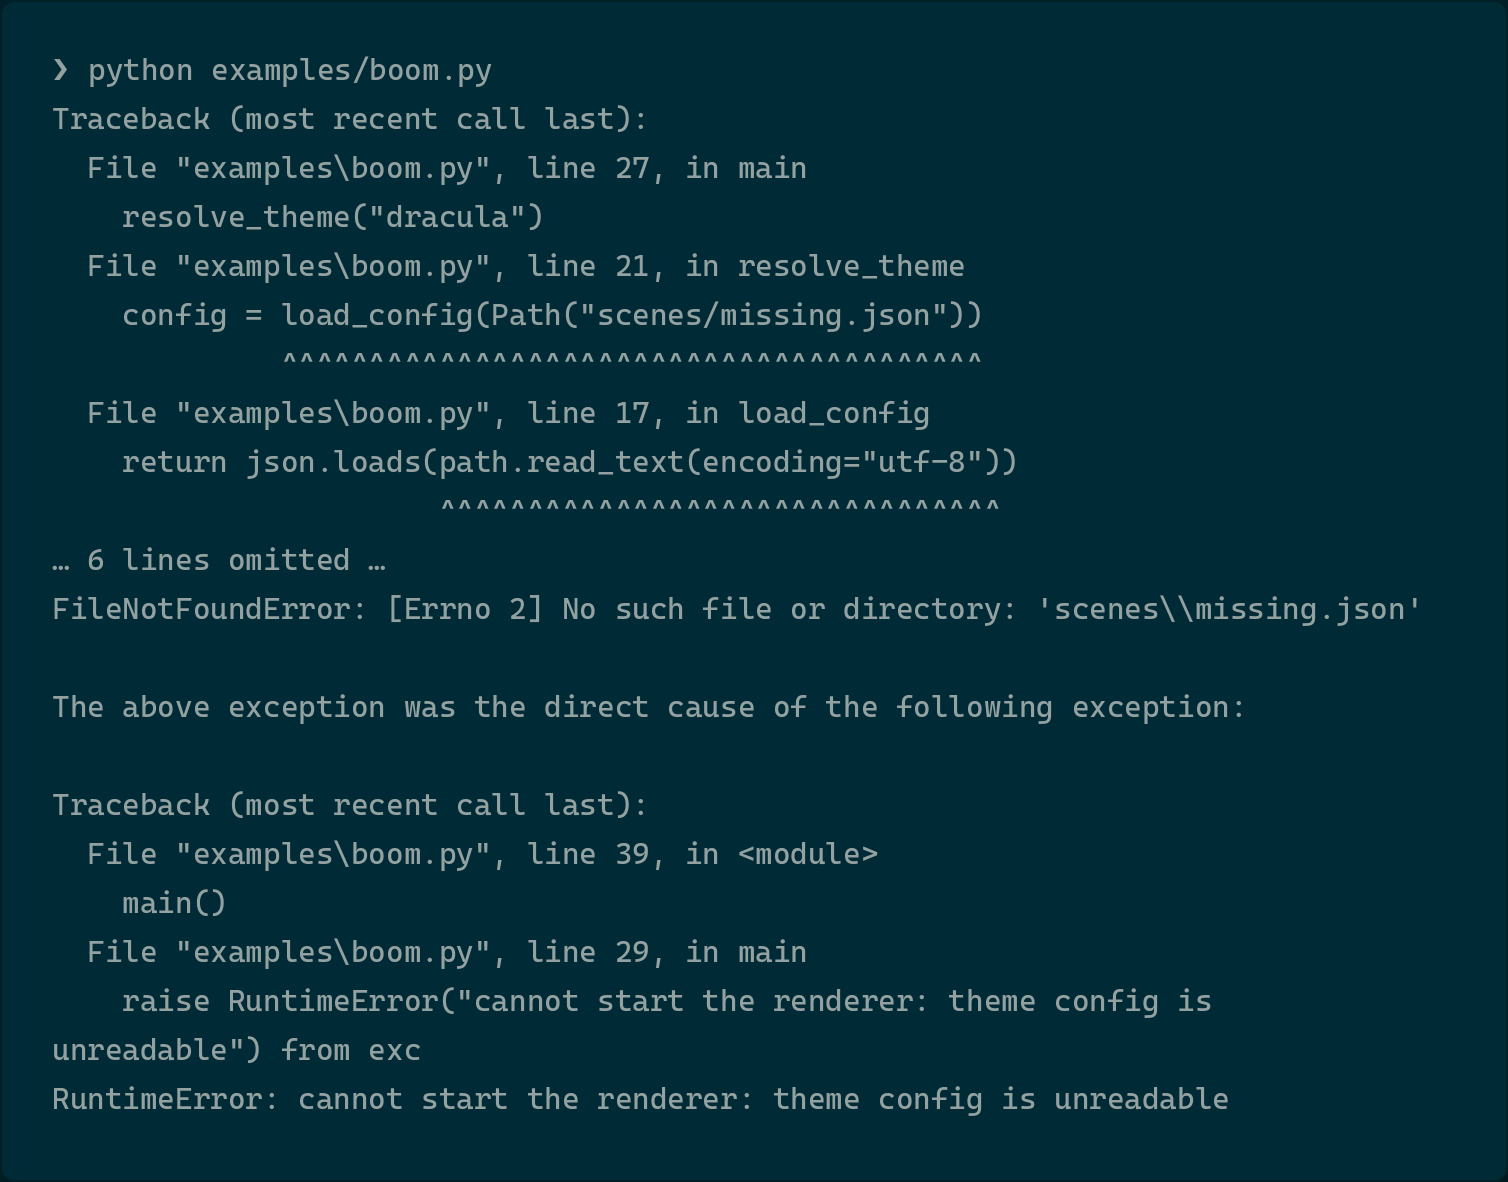 ❯ python examples/boom.py
Traceback (most recent call last):
  File "examples\boom.py", line 27, in main
    resolve_theme("dracula")
  File "examples\boom.py", line 21, in resolve_theme
    config = load_config(Path("scenes/missing.json"))
             ^^^^^^^^^^^^^^^^^^^^^^^^^^^^^^^^^^^^^^^^
  File "examples\boom.py", line 17, in load_config
    return json.loads(path.read_text(encoding="utf-8"))
                      ^^^^^^^^^^^^^^^^^^^^^^^^^^^^^^^^
… 6 lines omitted …
FileNotFoundError: [Errno 2] No such file or directory: 'scenes\\missing.json'

The above exception was the direct cause of the following exception:

Traceback (most recent call last):
  File "examples\boom.py", line 39, in <module>
    main()
  File "examples\boom.py", line 29, in main
    raise RuntimeError("cannot start the renderer: theme config is
unreadable") from exc
RuntimeError: cannot start the renderer: theme config is unreadable